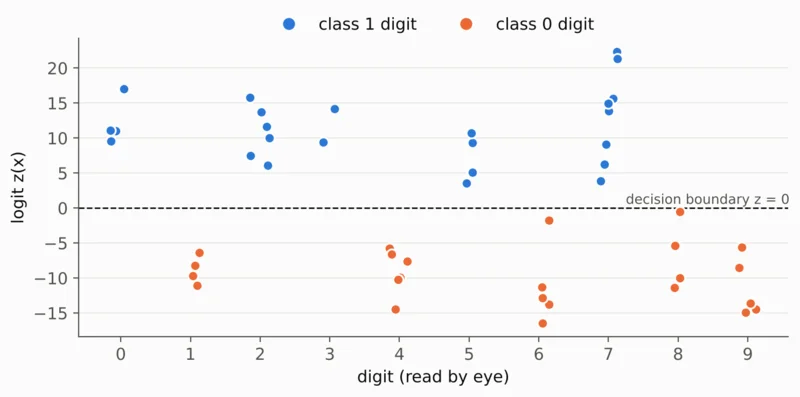 class 1 digit class 0 digit
20
15
10
5
0
−5
−10
−15
logit z(x)
decision boundary z = 0
0 1 2 3 4 5 6 7 8 9
digit (read by eye)